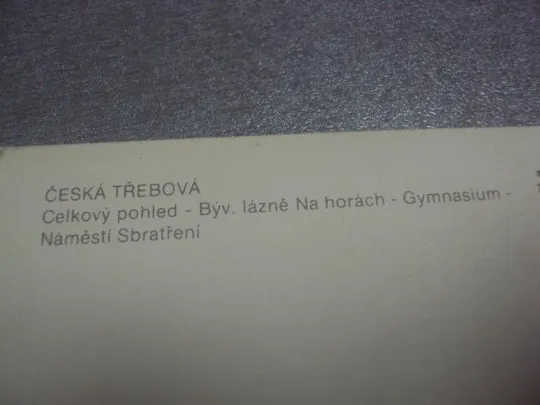 ČESKÁ TŘEBOVÁ
Celkový pohled - Býv. lázně Na horách - Gymnasium -
Náměstí Sbratření